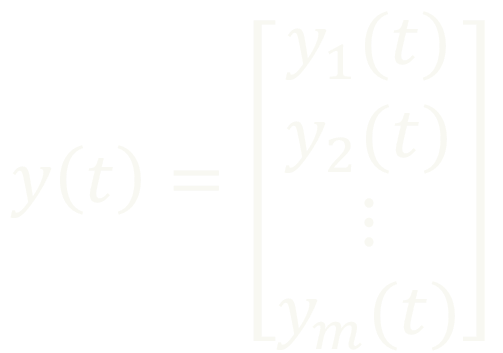 y(t) = [y₁(t)
y₂(t)
⋮
yₘ(t)]